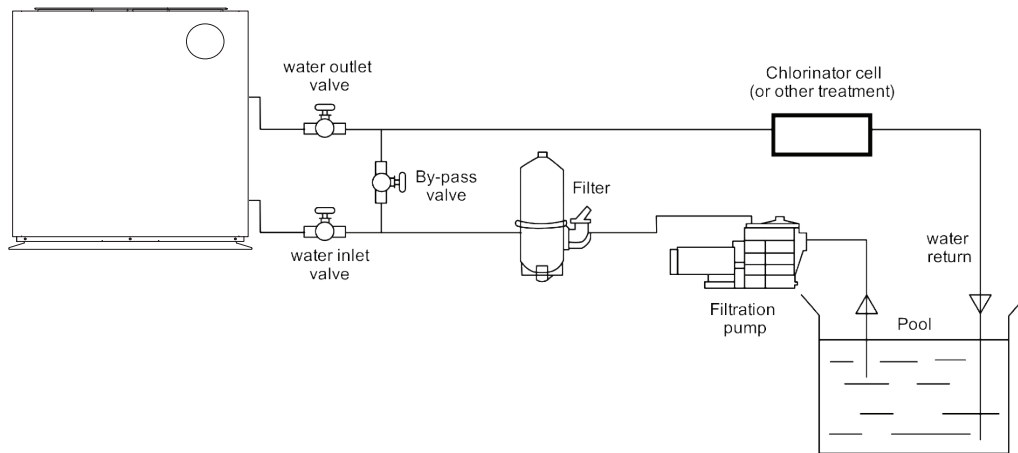 water outlet
valve
Chlorinator cell
(or other treatment)
By-pass
valve
Filter
water inlet
valve
water
return
Filtration
pump
Pool